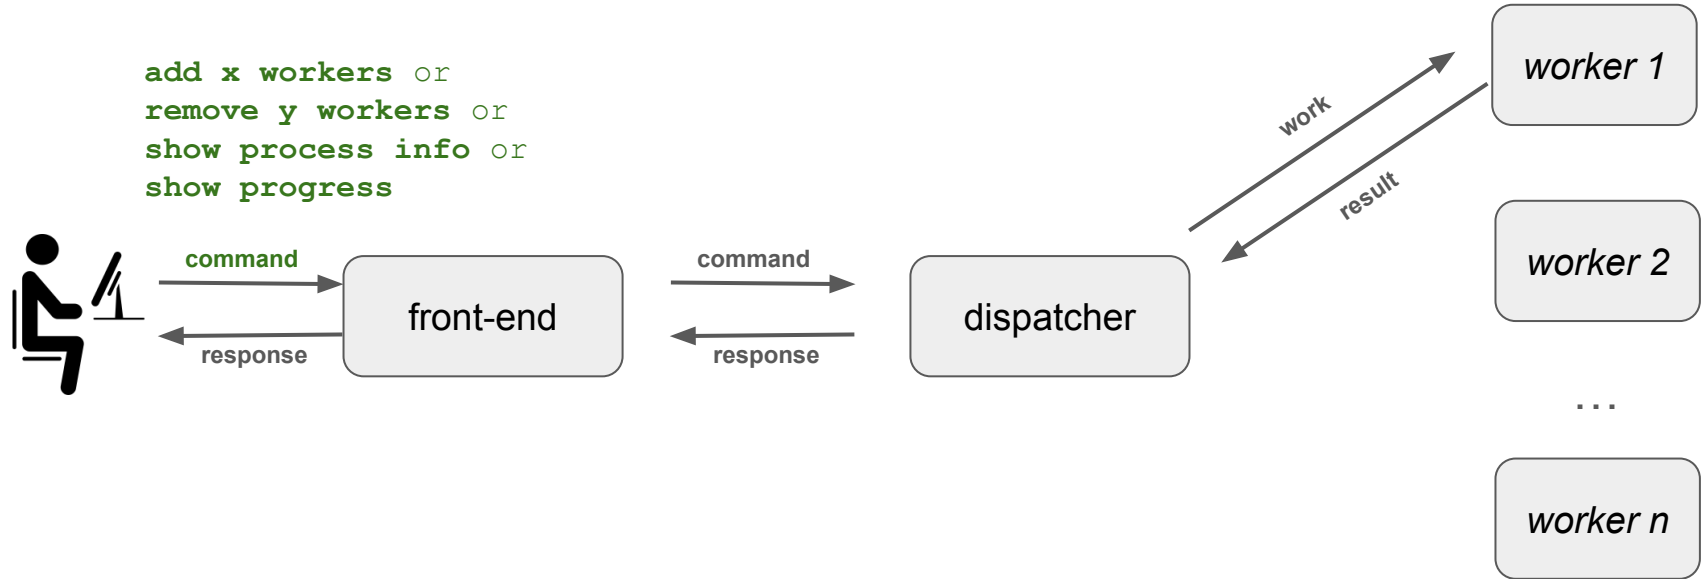 add x workers or
remove y workers or
show process info or
show progress
command
response
front-end
command
response
dispatcher
work
result
worker 1
worker 2
...
worker n